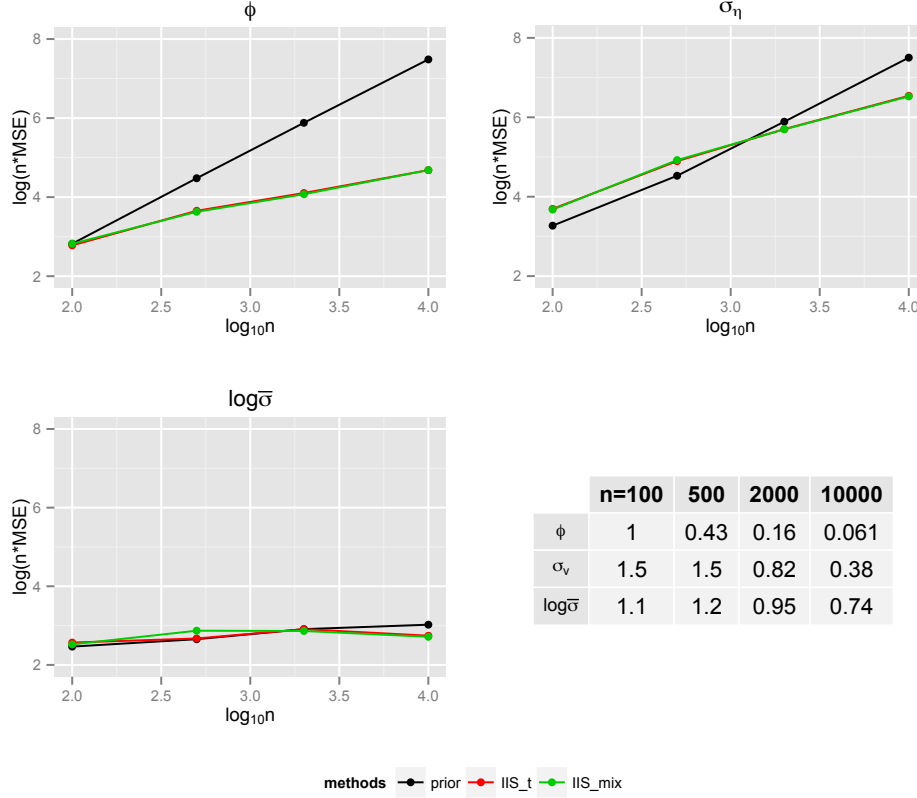 ϕ
8
6
4
2
log(n*MSE)
2.0 2.5 3.0 3.5 4.0
log₁₀n
σ_η
8
6
4
2
log(n*MSE)
2.0 2.5 3.0 3.5 4.0
log₁₀n
logσ̅
8
6
4
2
log(n*MSE)
2.0 2.5 3.0 3.5 4.0
log₁₀n
n=100 500 2000 10000
ϕ 1 0.43 0.16 0.061
σᵥ 1.5 1.5 0.82 0.38
logσ̅ 1.1 1.2 0.95 0.74
methods prior IIS_t IIS_mix